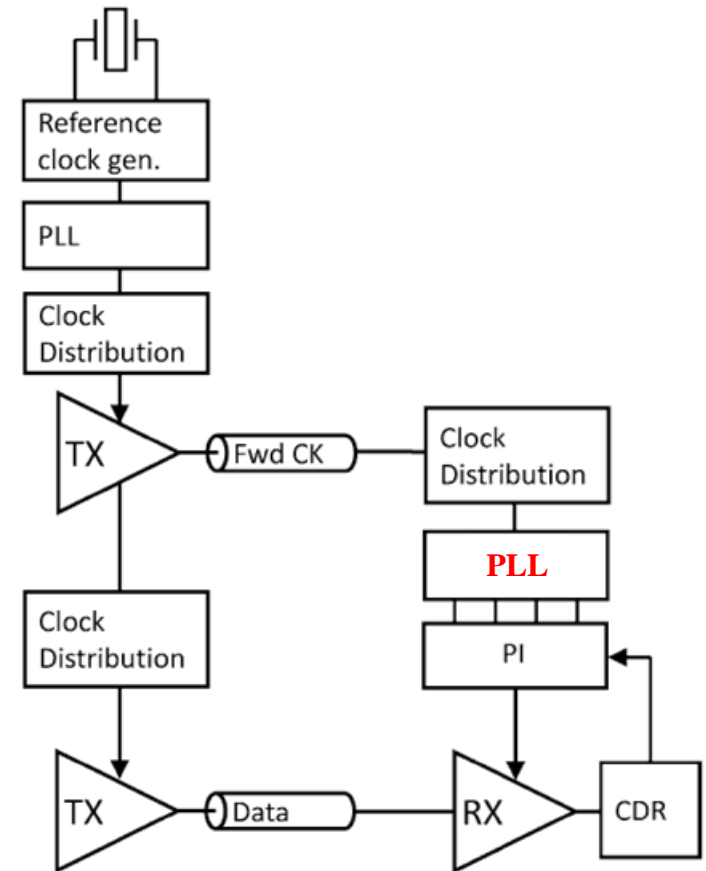 Reference
clock gen.
PLL
Clock
Distribution
TX
Fwd CK
Clock
Distribution
PLL
PI
Clock
Distribution
TX
Data
RX
CDR